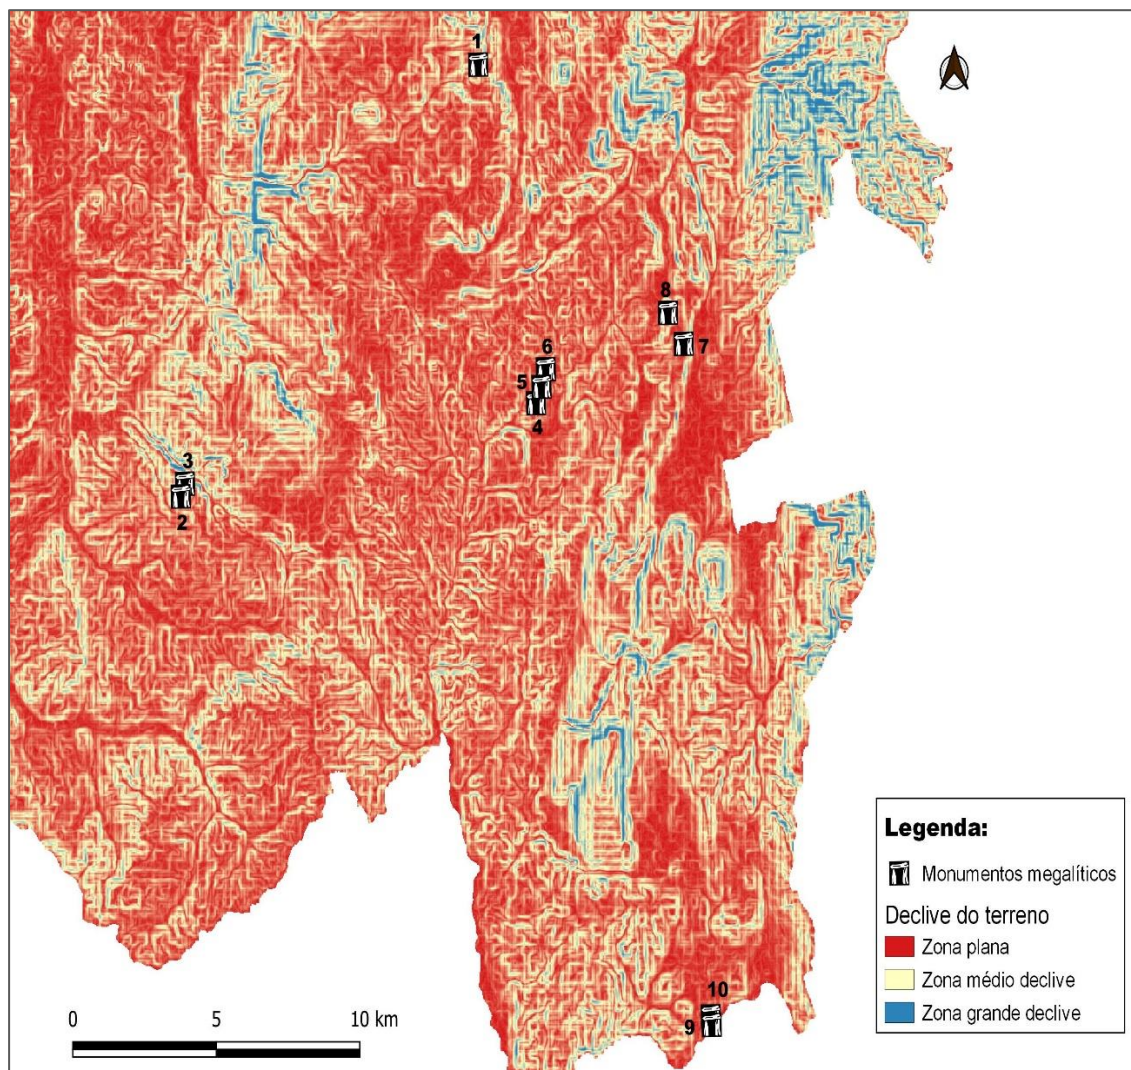 1
8
7
6
5
4
3
2
Legenda:
Monumentos megalíticos
Declive do terreno
Zona plana
Zona médio declive
Zona grande declive
10
9
0 5 10 km